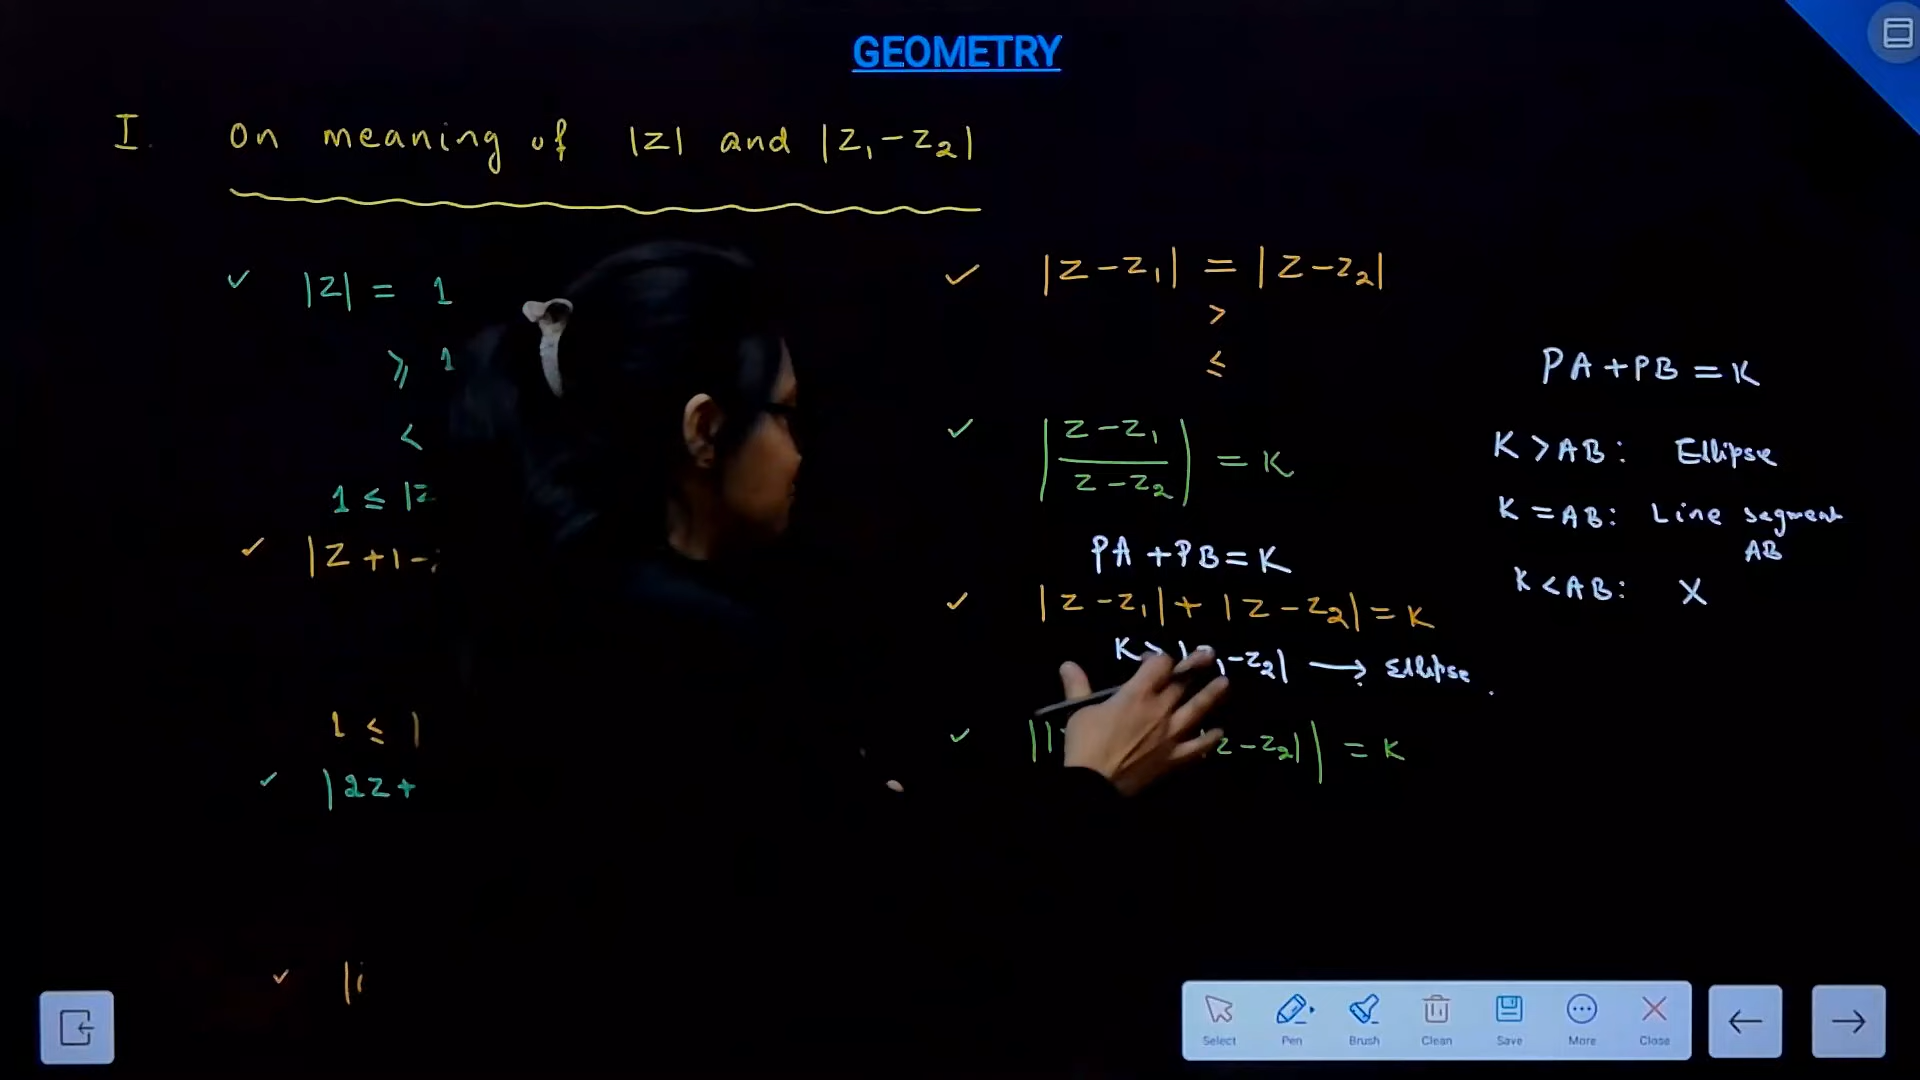 GEOMETRY
I. On meaning of |z| and |z₁-z₂|
|z| = 1
⩾ 1
<
1 ≤ |z
|z+1-
1 ≤ |
|2z+
|i
|z-z₁| = |z-z₂|
>
≤
|(z-z₁)/(z-z₂)| = K
PA+PB=K
|z-z₁|+|z-z₂|=K
K> -z₂| → Ellipse.
|| z-z₂|| = K
PA+PB=K
K>AB: Ellipse
K=AB: Line segment
AB
K<AB: X
Select Pen Brush Clean Save More Close